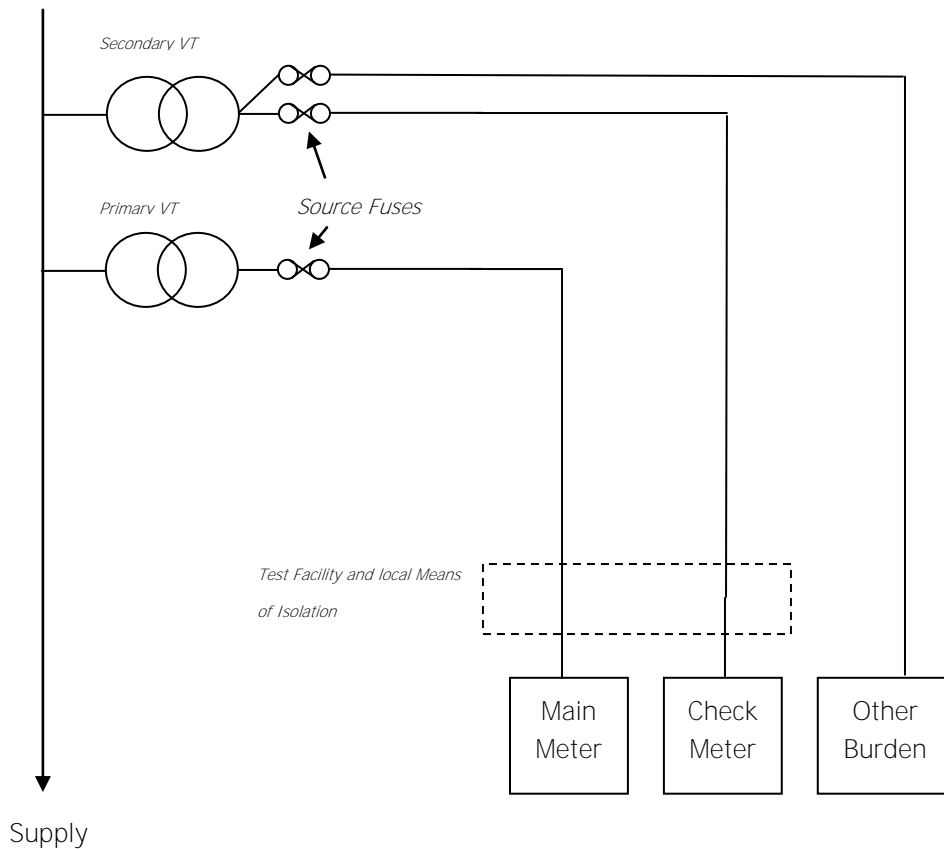 Secondary VT
Primary VT
Source Fuses
Test Facility and local Means
of Isolation
Main
Meter
Check
Meter
Other
Burden
Supply